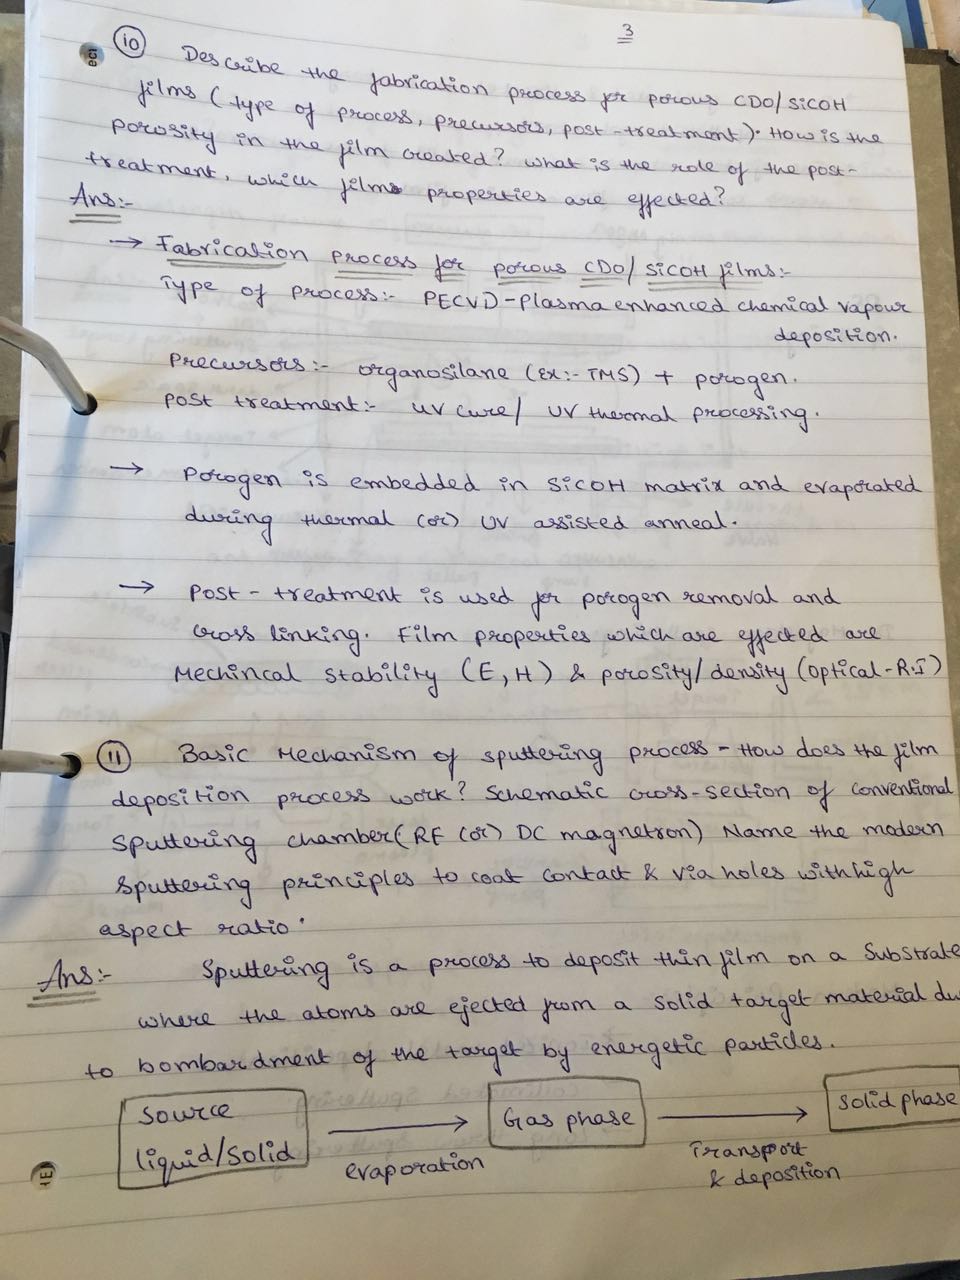 3
10 Describe the fabrication process for porous CDO/SiCOH
films (type of process, precursors, post-treatment). How is the
porosity in the film created? what is the role of the post-
treatment, which films properties are effected?
Ans:-
→ Fabrication process for porous CDO/SiCOH films:-
Type of process:- PECVD-Plasma enhanced chemical vapour
deposition.
Precursors:- organosilane (Ex:- TMS) + porogen.
post treatment:- UV cure/ UV thermal processing.
→ Porogen is embedded in SiCOH matrix and evaporated
during thermal (or) UV assisted anneal.
→ Post-treatment is used for porogen removal and
cross linking. Film properties which are effected are
Mechincal stability (E, H) & porosity/density (optical-R.I)
11 Basic Mechanism of sputtering process - How does the film
deposition process work? Schematic cross-section of conventional
sputtering chamber (RF (or) DC magnetron) Name the modern
sputtering principles to coat contact & via holes with high
aspect ratio.
Ans:- Sputtering is a process to deposit thin film on a Substrate
where the atoms are ejected from a solid target material du
to bombardment of the target by energetic particles.
Source Gas phase Solid phase
liquid/solid
evaporation Transport
& deposition